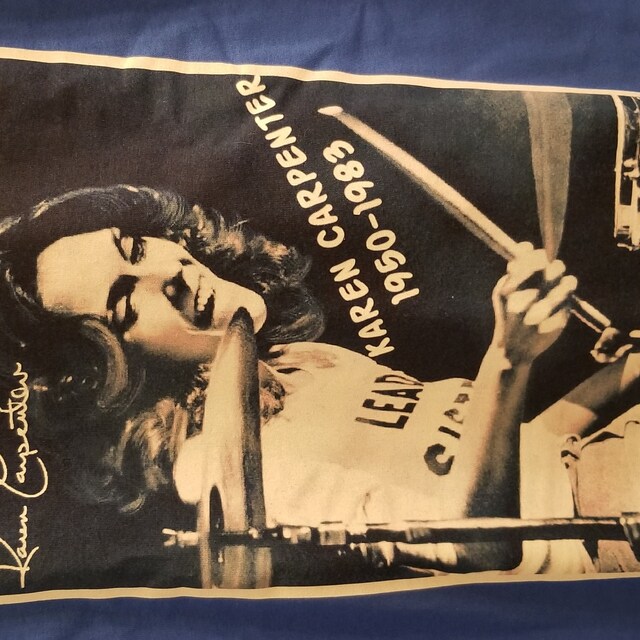 Karen Carpenter
KAREN CARPENTER
1950-1983
LEAD